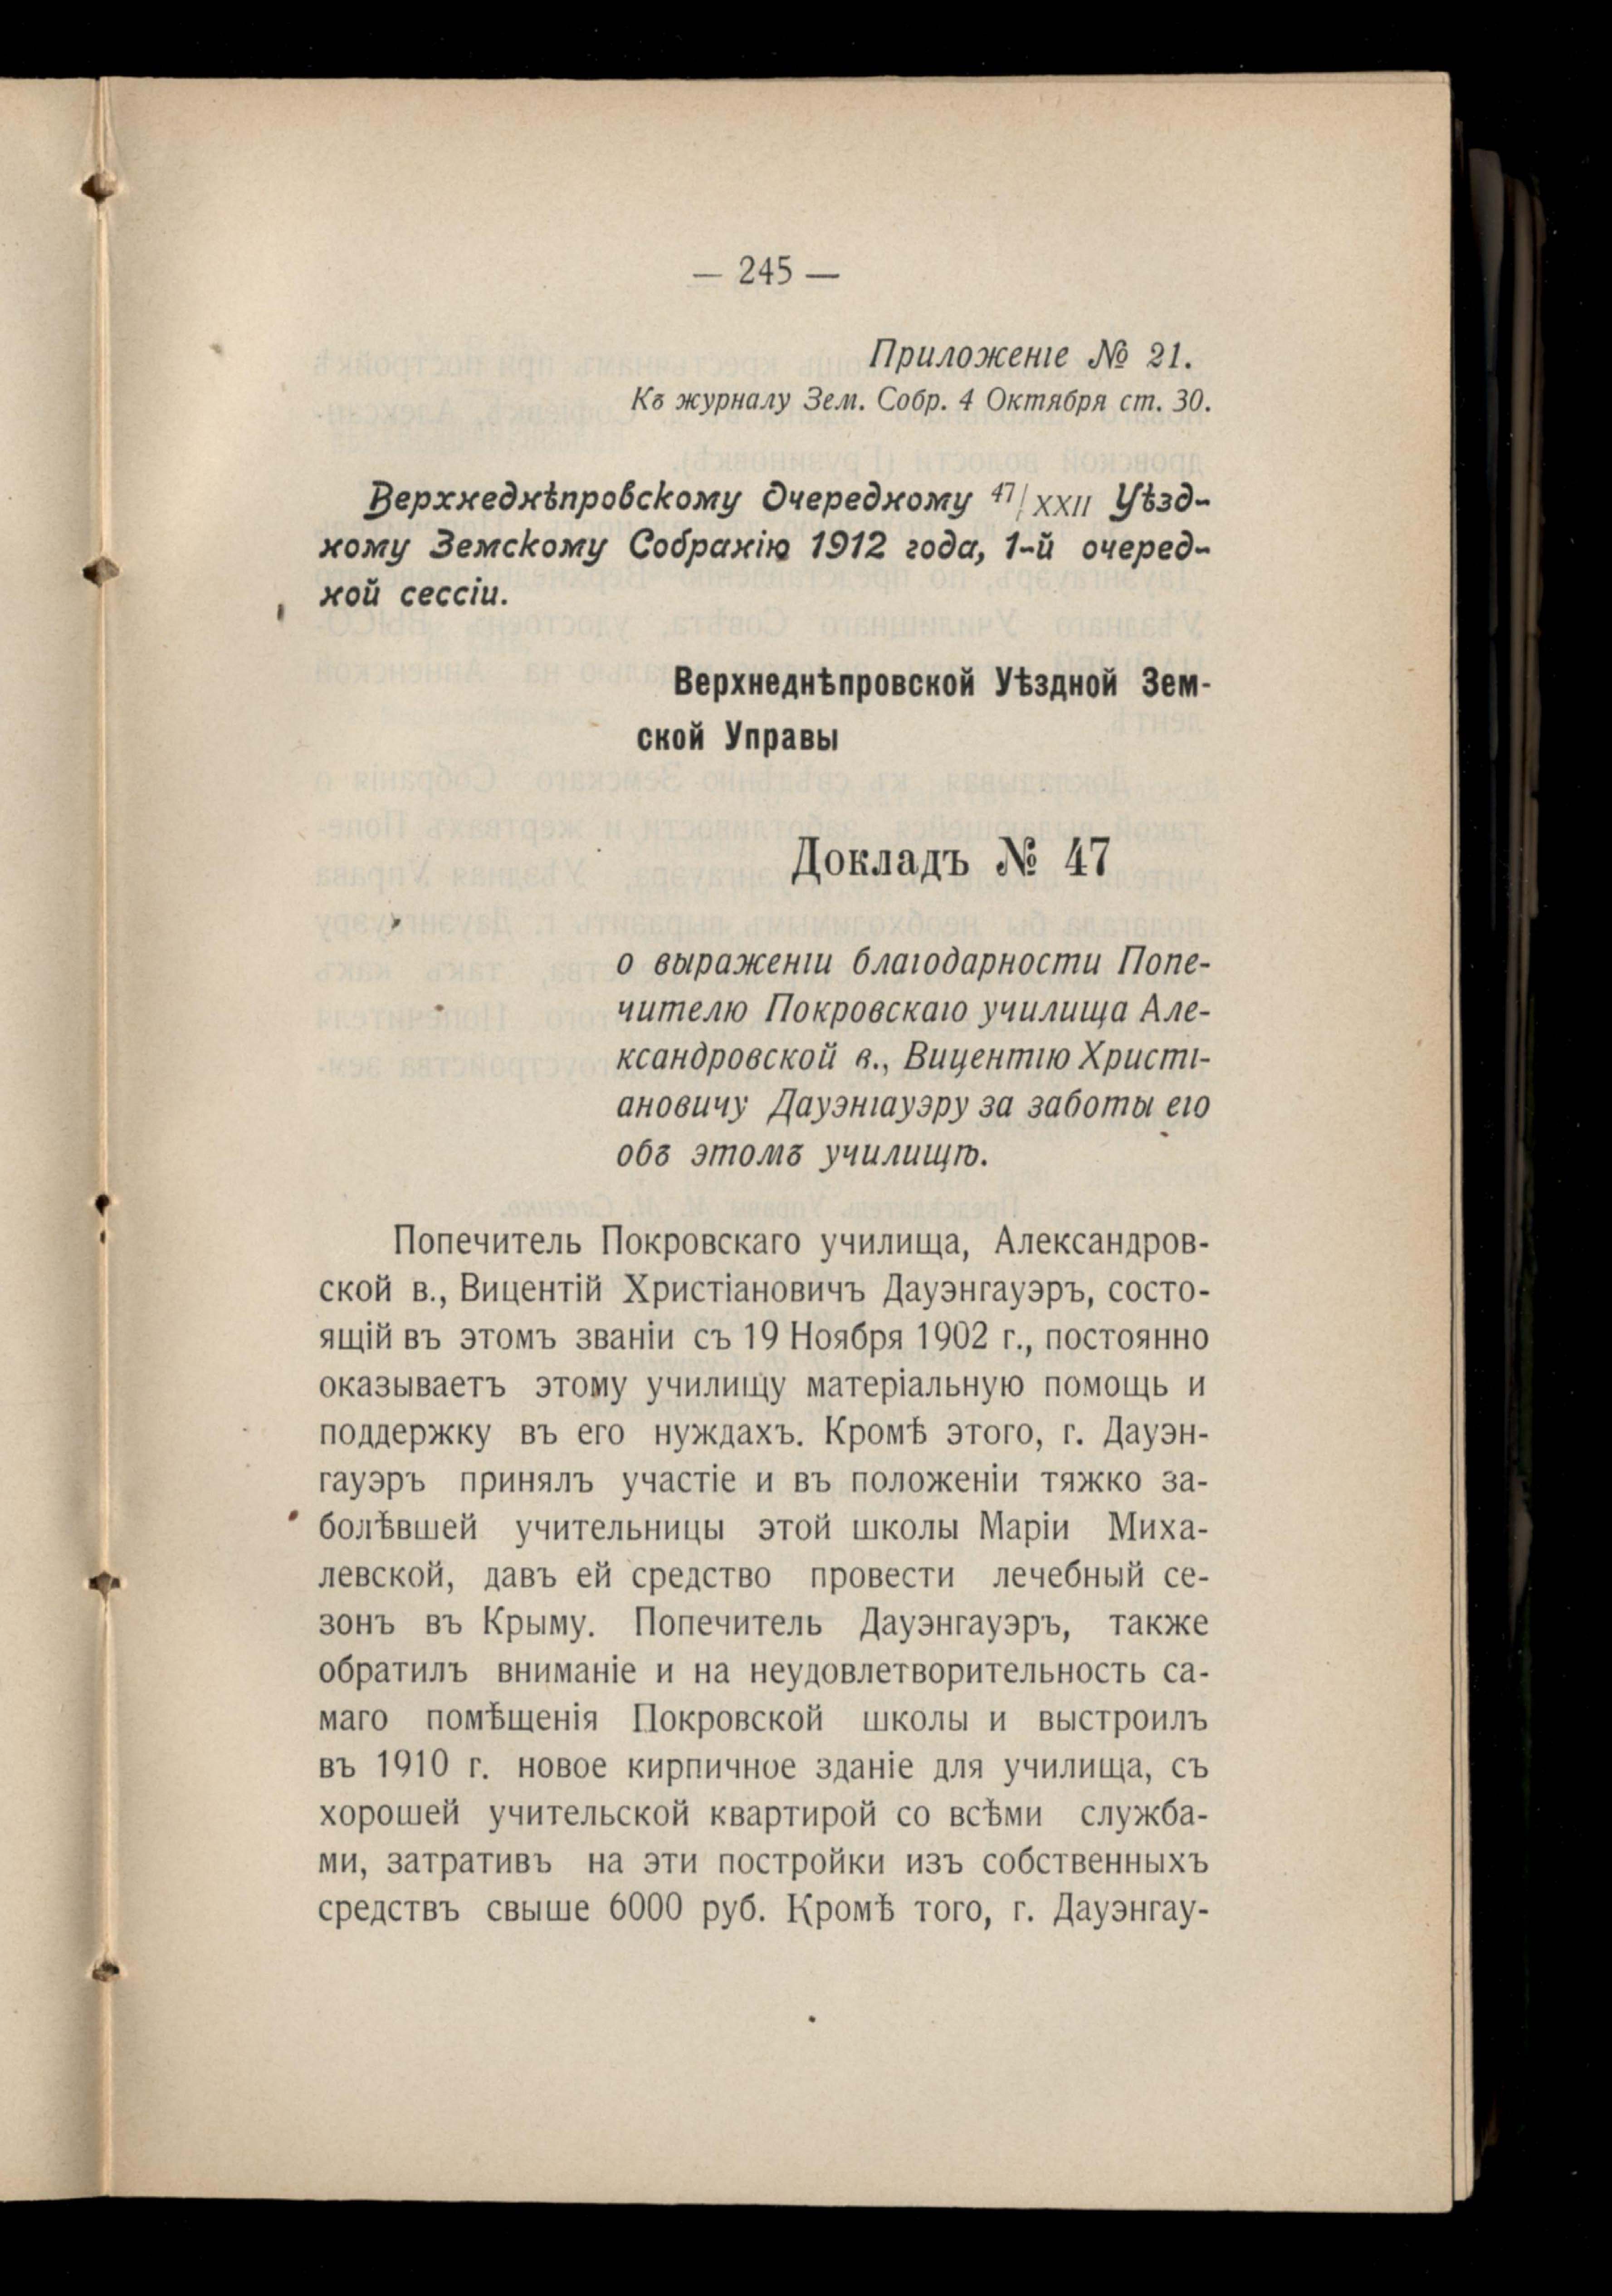 — 245 —
Приложеніе № 21.
Къ журналу Зем. Собр. 4 Октября ст. 30.
Верхнеднѣпровскому Очередному 47/XXII Уѣзд-
ному Земскому Собранію 1912 года, 1-й очеред-
ной сессіи.
Верхнеднѣпровской Уѣздной Зем-
ской Управы
Докладъ № 47
о выраженіи благодарности Попе-
чителю Покровскаго училища Але-
ксандровской в., Вицентію Христі-
ановичу Дауэнгауэру за заботы его
объ этомъ училищѣ.
Попечитель Покровскаго училища, Александров-
ской в., Вицентій Христіановичъ Дауэнгауэръ, состо-
ящій въ этомъ званіи съ 19 Ноября 1902 г., постоянно
оказываетъ этому училищу матеріальную помощь и
поддержку въ его нуждахъ. Кромѣ этого, г. Дауэн-
гауэръ принялъ участіе и въ положеніи тяжко за-
болѣвшей учительницы этой школы Маріи Миха-
левской, давъ ей средство провести лечебный се-
зонъ въ Крыму. Попечитель Дауэнгауэръ, также
обратилъ вниманіе и на неудовлетворительность са-
маго помѣщенія Покровской школы и выстроилъ
въ 1910 г. новое кирпичное зданіе для училища, съ
хорошей учительской квартирой со всѣми служба-
ми, затративъ на эти постройки изъ собственныхъ
средствъ свыше 6000 руб. Кромѣ того, г. Дауэнгау-